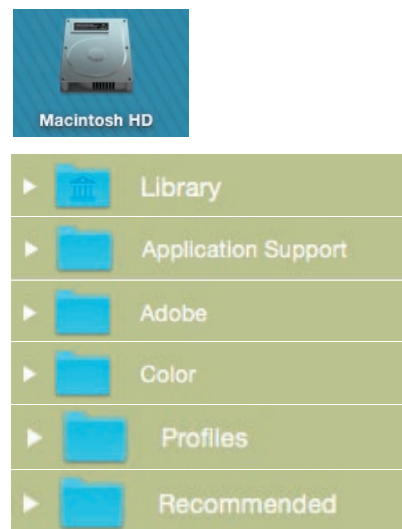 Macintosh HD
Library
Application Support
Adobe
Color
Profiles
Recommended